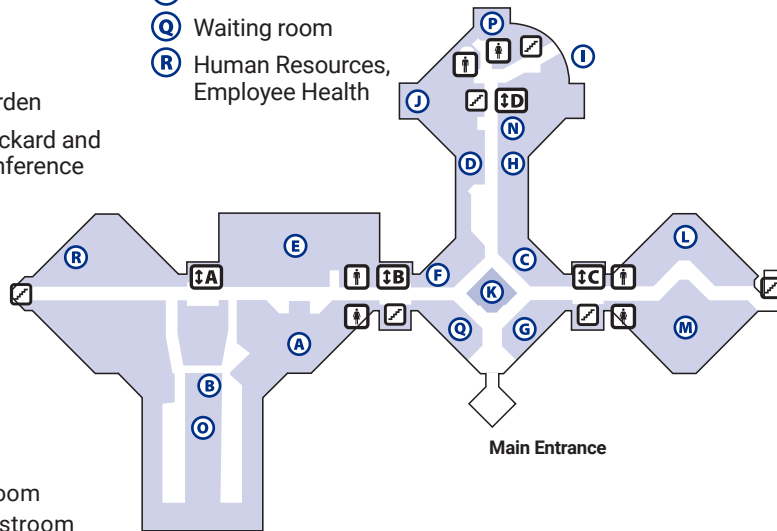 Q Waiting room
R Human Resources,
Employee Health
rden
ckard and
nference
oom
stroom
P
I
J
D
N
D
H
R
A
E
B
F
C
C
L
K
A
Q
G
M
B
O
Main Entrance